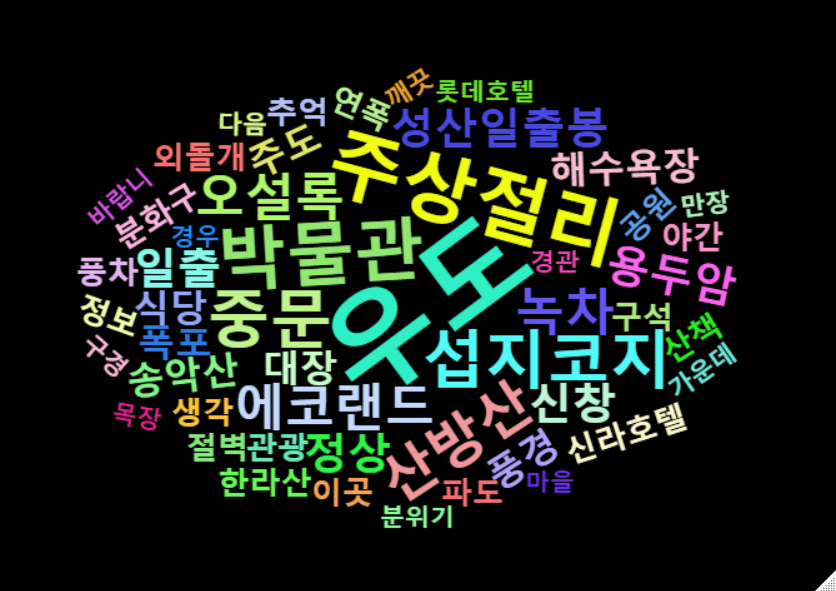 깨끗
롯데호텔
연폭
추억
다음
성산일출봉
주도
외돌개
주상절리
해수욕장
바랍니
분화구
오설록
공원
만장
경우
야간
박물관
우도
경관
용두암
풍차
일출
정보
식당
중문
녹차
구석
폭포
산책
구경
송악산
대장
섭지코지
가운데
목장
생각
에코랜드
신창
절벽
관광
정상
산방산
풍경
신라호텔
한라산
이곳
파도
마을
분위기